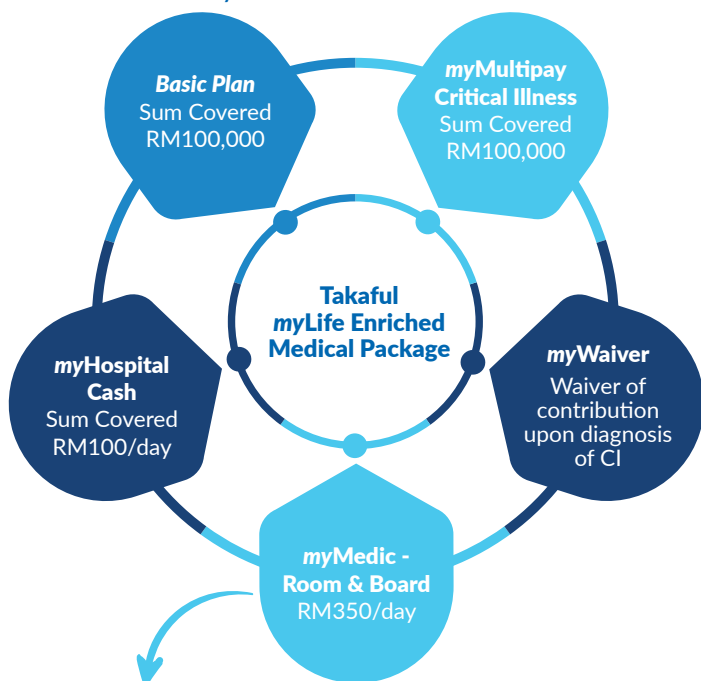 Basic Plan
Sum Covered
RM100,000
myMultipay
Critical Illness
Sum Covered
RM100,000
Takaful
myLife Enriched
Medical Package
myHospital
Cash
Sum Covered
RM100/day
myWaiver
Waiver of
contribution
upon diagnosis
of CI
myMedic -
Room & Board
RM350/day